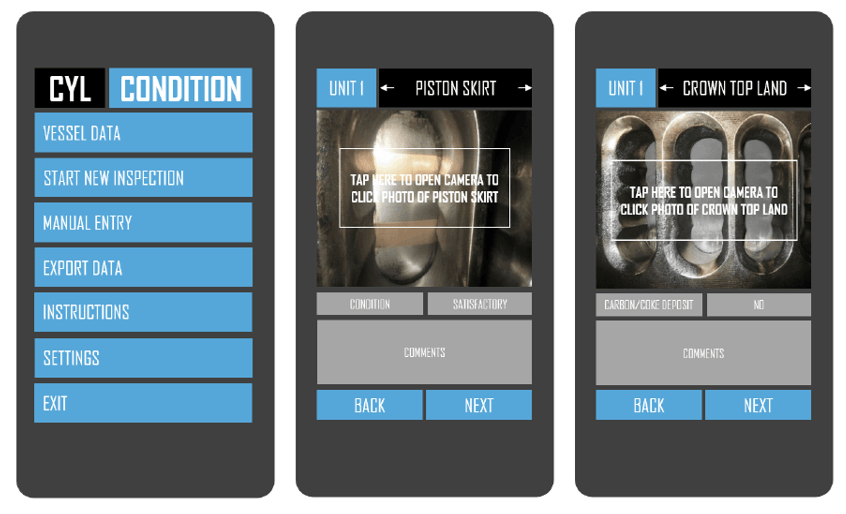 CYL CONDITION
VESSEL DATA
START NEW INSPECTION
MANUAL ENTRY
EXPORT DATA
INSTRUCTIONS
SETTINGS
EXIT
UNIT 1 ← PISTON SKIRT →
TAP HERE TO OPEN CAMERA TO
CLICK PHOTO OF PISTON SKIRT
CONDITION SATISFACTORY
COMMENTS
BACK NEXT
UNIT 1 ← CROWN TOP LAND →
TAP HERE TO OPEN CAMERA TO
CLICK PHOTO OF CROWN TOP LAND
CARBON/COKE DEPOSIT NO
COMMENTS
BACK NEXT